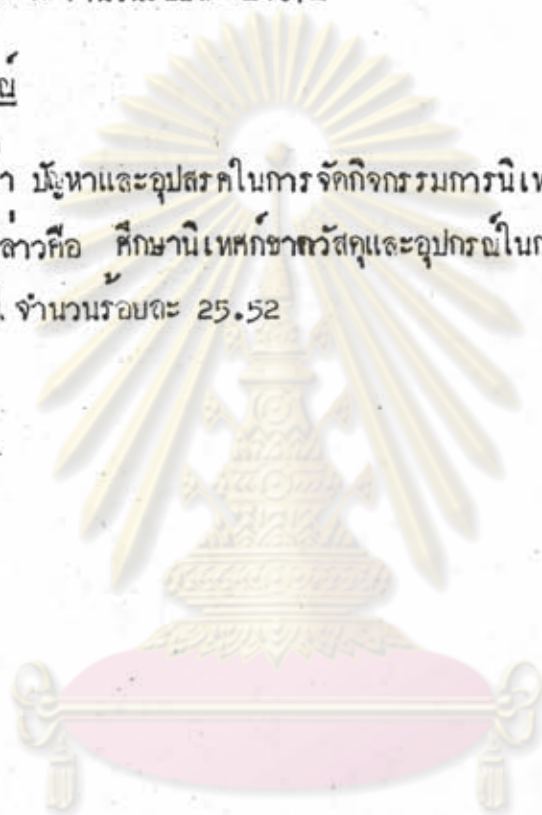 า ปัญหาและอุปสรรคในการจัดกิจกรรมการนิเท
ล่าวคือ ศึกษานิเทศก์ขาดวัสดุและอุปกรณ์ในก
จำนวนร้อยละ 25.52